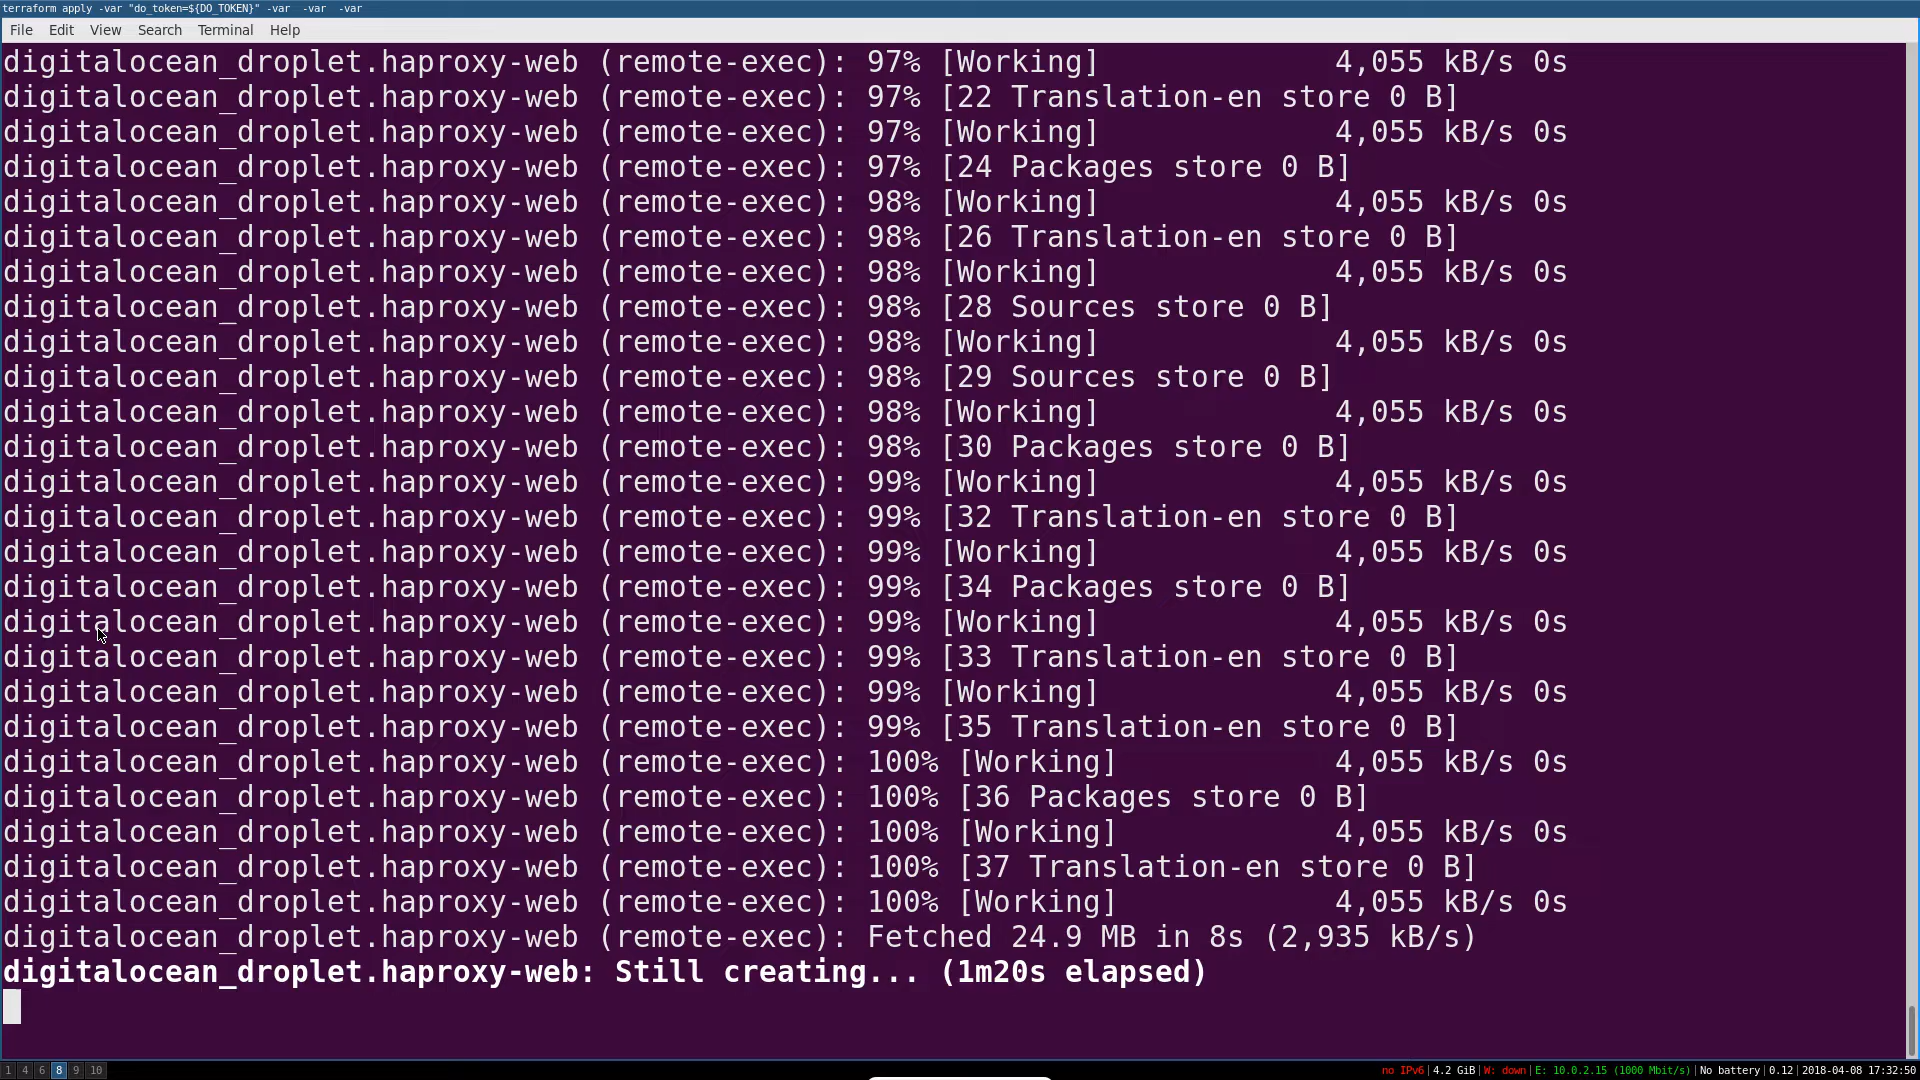 terraform apply -var "do_token=${DO_TOKEN}" -var -var -var
File Edit View Search Terminal Help
digitalocean_droplet.haproxy-web (remote-exec): 97% [Working] 4,055 kB/s 0s
digitalocean_droplet.haproxy-web (remote-exec): 97% [22 Translation-en store 0 B]
digitalocean_droplet.haproxy-web (remote-exec): 97% [Working] 4,055 kB/s 0s
digitalocean_droplet.haproxy-web (remote-exec): 97% [24 Packages store 0 B]
digitalocean_droplet.haproxy-web (remote-exec): 98% [Working] 4,055 kB/s 0s
digitalocean_droplet.haproxy-web (remote-exec): 98% [26 Translation-en store 0 B]
digitalocean_droplet.haproxy-web (remote-exec): 98% [Working] 4,055 kB/s 0s
digitalocean_droplet.haproxy-web (remote-exec): 98% [28 Sources store 0 B]
digitalocean_droplet.haproxy-web (remote-exec): 98% [Working] 4,055 kB/s 0s
digitalocean_droplet.haproxy-web (remote-exec): 98% [29 Sources store 0 B]
digitalocean_droplet.haproxy-web (remote-exec): 98% [Working] 4,055 kB/s 0s
digitalocean_droplet.haproxy-web (remote-exec): 98% [30 Packages store 0 B]
digitalocean_droplet.haproxy-web (remote-exec): 99% [Working] 4,055 kB/s 0s
digitalocean_droplet.haproxy-web (remote-exec): 99% [32 Translation-en store 0 B]
digitalocean_droplet.haproxy-web (remote-exec): 99% [Working] 4,055 kB/s 0s
digitalocean_droplet.haproxy-web (remote-exec): 99% [34 Packages store 0 B]
digitalocean_droplet.haproxy-web (remote-exec): 99% [Working] 4,055 kB/s 0s
digitalocean_droplet.haproxy-web (remote-exec): 99% [33 Translation-en store 0 B]
digitalocean_droplet.haproxy-web (remote-exec): 99% [Working] 4,055 kB/s 0s
digitalocean_droplet.haproxy-web (remote-exec): 99% [35 Translation-en store 0 B]
digitalocean_droplet.haproxy-web (remote-exec): 100% [Working] 4,055 kB/s 0s
digitalocean_droplet.haproxy-web (remote-exec): 100% [36 Packages store 0 B]
digitalocean_droplet.haproxy-web (remote-exec): 100% [Working] 4,055 kB/s 0s
digitalocean_droplet.haproxy-web (remote-exec): 100% [37 Translation-en store 0 B]
digitalocean_droplet.haproxy-web (remote-exec): 100% [Working] 4,055 kB/s 0s
digitalocean_droplet.haproxy-web (remote-exec): Fetched 24.9 MB in 8s (2,935 kB/s)
digitalocean_droplet.haproxy-web: Still creating... (1m20s elapsed)
1 4 6 8 9 10 no IPv6|4.2 GiB|W: down|E: 10.0.2.15 (1000 Mbit/s)|No battery|0.12|2018-04-08 17:32:50